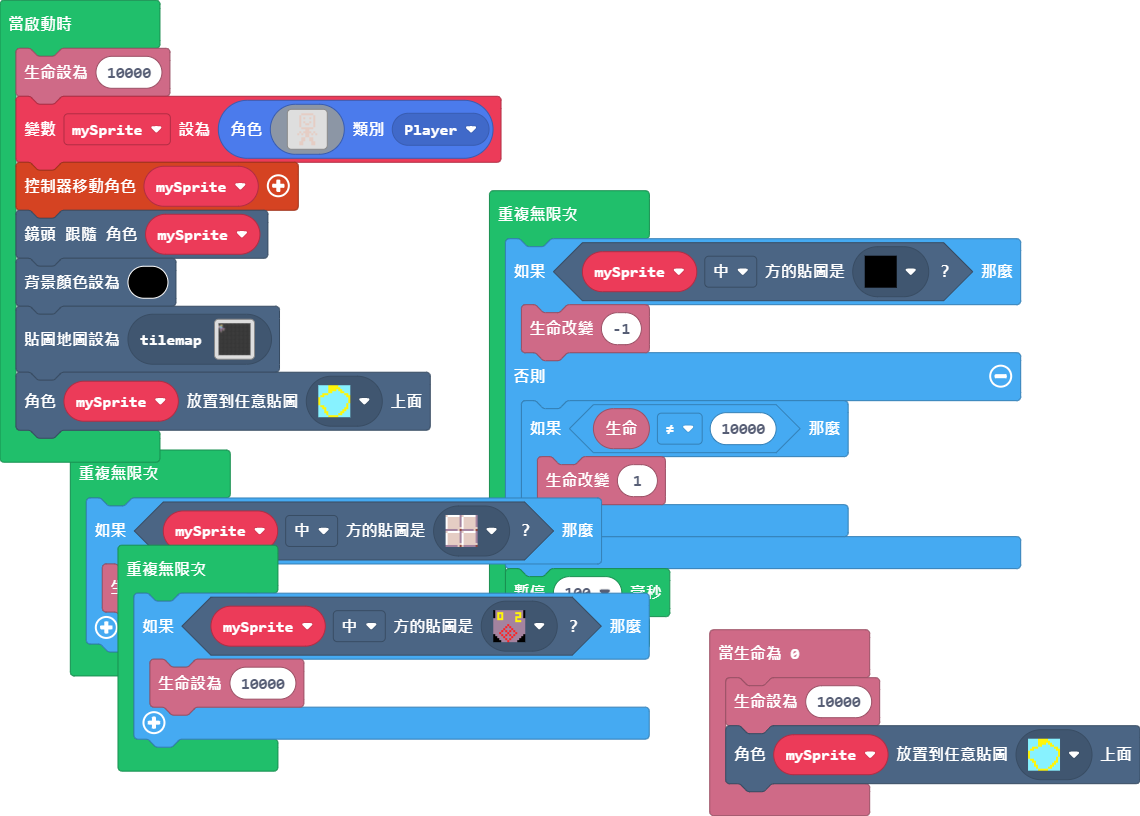 當啟動時
生命設為 10000
變數 mySprite 設為 角色 類別 Player
控制器移動角色 mySprite
鏡頭 跟隨 角色 mySprite
背景顏色設為
貼圖地圖設為 tilemap
角色 mySprite 放置到任意貼圖 上面
重複無限次
如果 mySprite 中 方的貼圖是 ? 那麼
生命改變 -1
否則
如果 生命 ≠ 10000 那麼
生命改變 1
暫停 100 毫秒
重複無限次
如果 mySprite 中 方的貼圖是 ? 那麼
重複無限次
如果 mySprite 中 方的貼圖是 0 2 ? 那麼
生命設為 10000
當生命為 0
生命設為 10000
角色 mySprite 放置到任意貼圖 上面